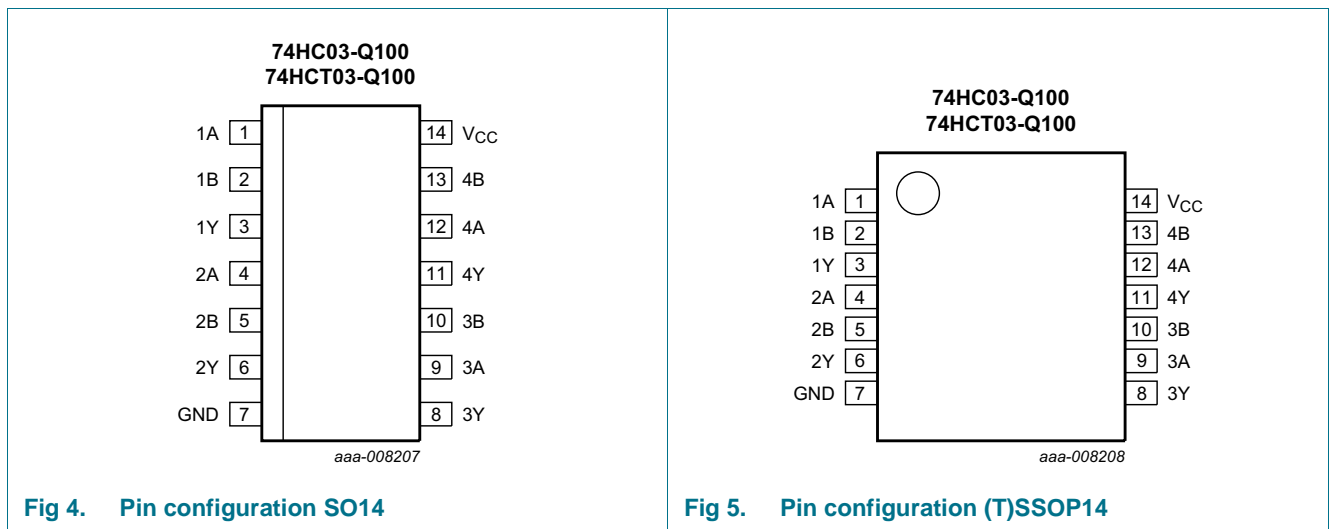 74HC03-Q100
74HCT03-Q100
1A 1
14 VCC
1B 2
13 4B
1Y 3
12 4A
2A 4
11 4Y
2B 5
10 3B
2Y 6
9 3A
GND 7
8 3Y
aaa-008207
Fig 4. Pin configuration SO14
74HC03-Q100
74HCT03-Q100
1A 1
14 VCC
1B 2
13 4B
1Y 3
12 4A
2A 4
11 4Y
2B 5
10 3B
2Y 6
9 3A
GND 7
8 3Y
aaa-008208
Fig 5. Pin configuration (T)SSOP14